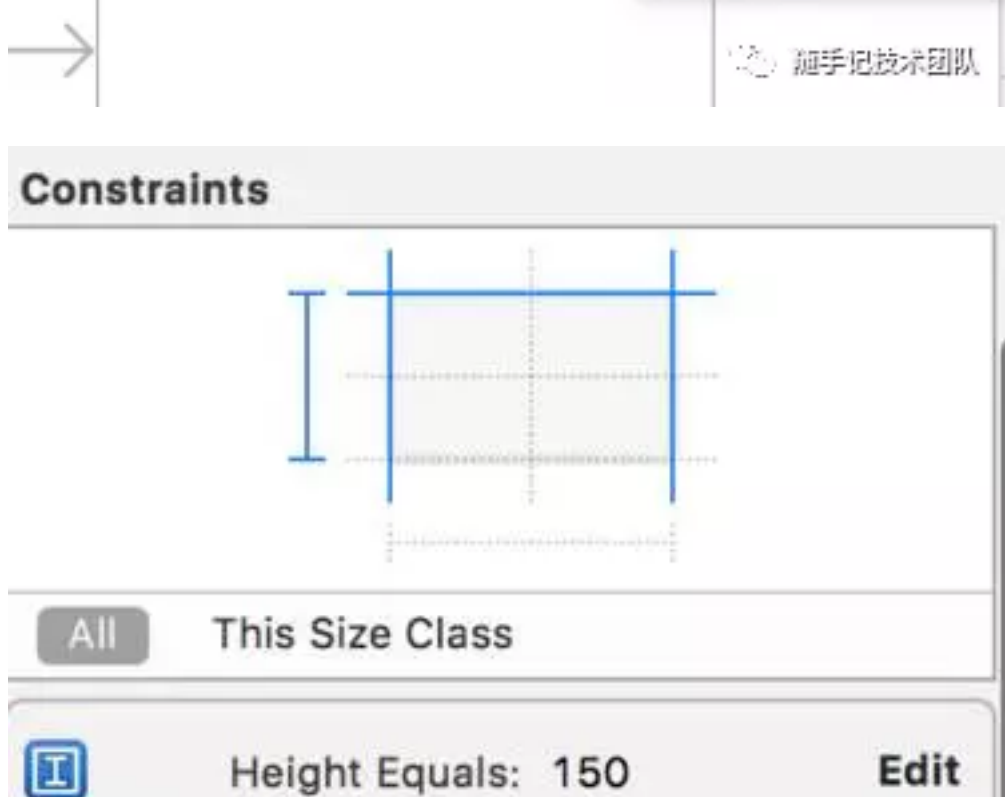 随手记技术团队
Constraints
All This Size Class
Height Equals: 150 Edit